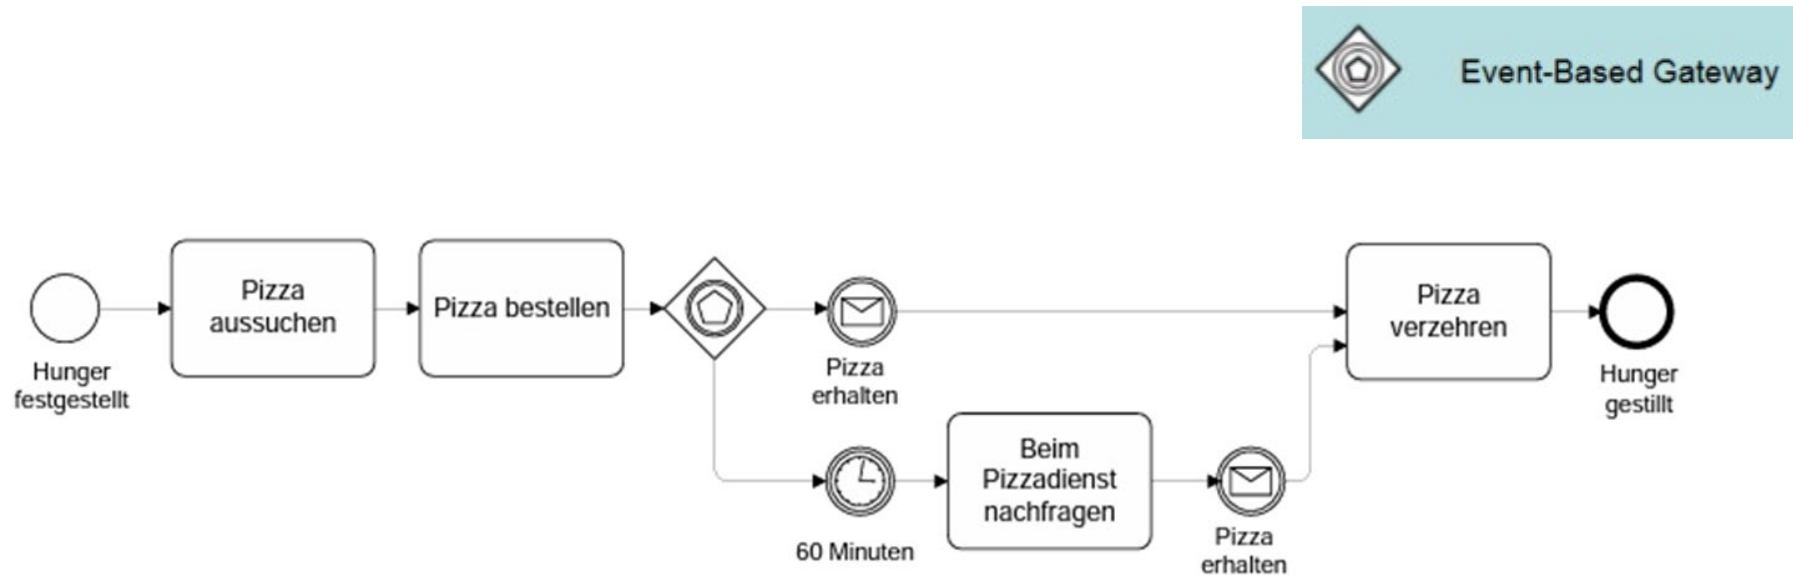 Event-Based Gateway
Hunger
festgestellt
Pizza
aussuchen
Pizza bestellen
Pizza
erhalten
60 Minuten
Beim
Pizzadienst
nachfragen
Pizza
erhalten
Pizza
verzehren
Hunger
gestillt